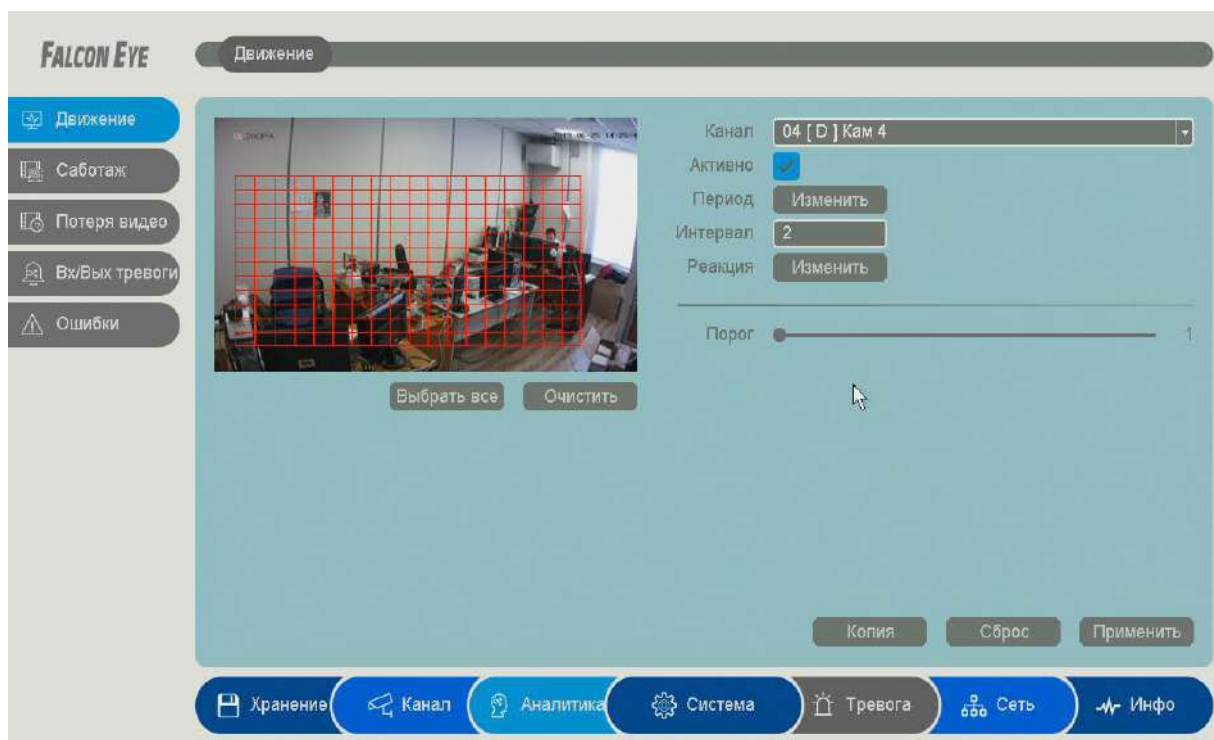 FALCON EYE
Движение
Движение
Саботаж
Потеря видео
Вх/Вых тревоги
Ошибки
Канал
04 [ D ] Кам 4
Активно
Период
Изменить
Интервал
2
Реакция
Изменить
Порог
1
Выбрать все
Очистить
Копия
Сброс
Применить
Хранение
Канал
Аналитика
Система
Тревога
Сеть
Инфо